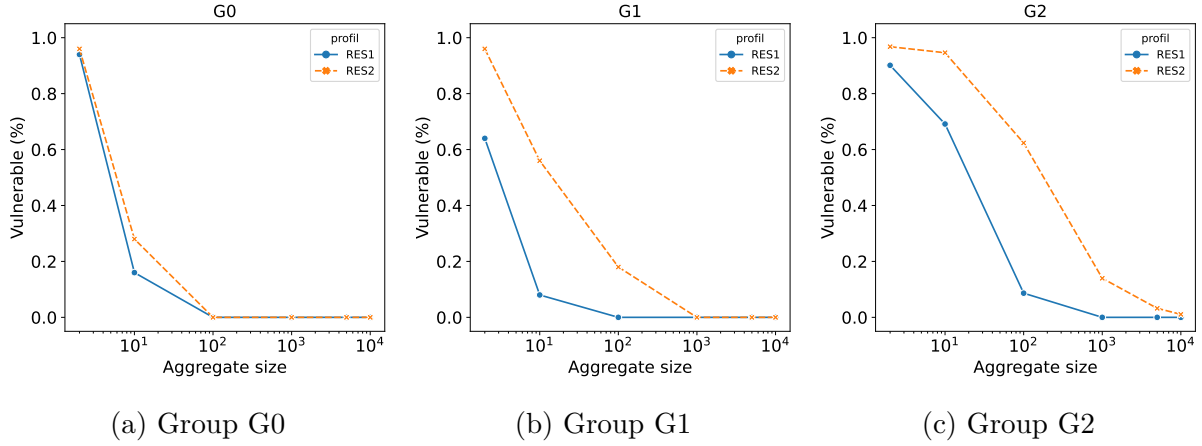 G0
Vulnerable (%)
1.0
0.8
0.6
0.4
0.2
0.0
10¹
10²
10³
10⁴
Aggregate size
profil
RES1
RES2
(a) Group G0
G1
Vulnerable (%)
1.0
0.8
0.6
0.4
0.2
0.0
10¹
10²
10³
10⁴
Aggregate size
profil
RES1
RES2
(b) Group G1
G2
Vulnerable (%)
1.0
0.8
0.6
0.4
0.2
0.0
10¹
10²
10³
10⁴
Aggregate size
profil
RES1
RES2
(c) Group G2